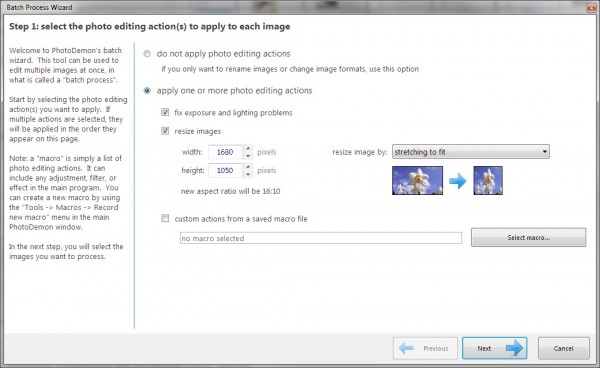 Batch Process Wizard
Step 1: select the photo editing action(s) to apply to each image
Welcome to PhotoDemon's batch
wizard. This tool can be used to
edit multiple images at once, in
what is called a "batch process".
Start by selecting the photo editing
action(s) you want to apply. If
multiple actions are selected, they
will be applied in the order they
appear on this page.
Note: a "macro" is simply a list of
photo editing actions. It can
include any adjustment, filter, or
effect in the main program. You
can create a new macro by using
the "Tools -> Macros -> Record
new macro" menu in the main
PhotoDemon window.
In the next step, you will select the
images you want to process.
do not apply photo editing actions
if you only want to rename images or change image formats, use this option
apply one or more photo editing actions
fix exposure and lighting problems
resize images
width: 1680 pixels
resize image by: stretching to fit
height: 1050 pixels
new aspect ratio will be 16:10
custom actions from a saved macro file
no macro selected
Select macro...
Previous
Next
Cancel